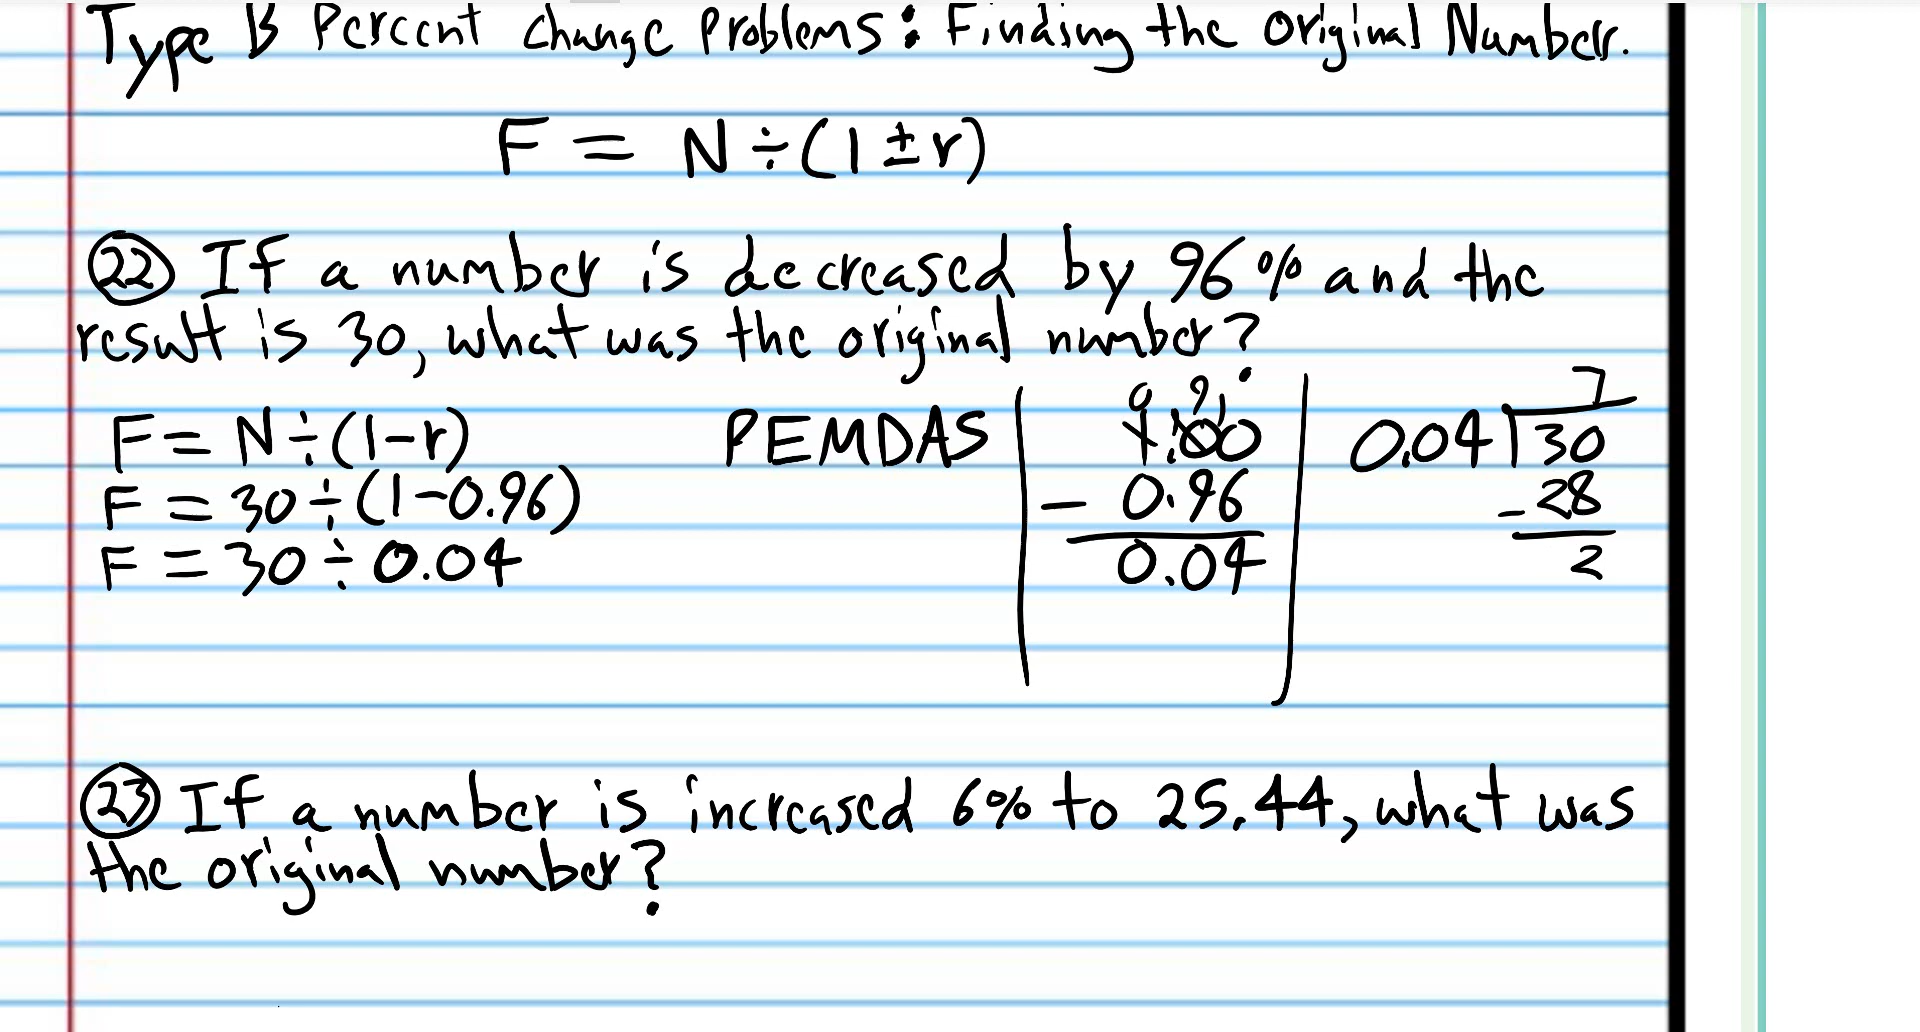 Type B Percent Change Problems: Finding the Original Number.
F = N ÷ (1 ± r)
22 If a number is decreased by 96% and the
result is 30, what was the original number?
F = N ÷ (1 - r)
F = 30 ÷ (1 - 0.96)
F = 30 ÷ 0.04
PEMDAS
0 9 1
1.00
- 0.96
0.04
7
0.04 30
- 28
2
23 If a number is increased 6% to 25.44, what was
the original number?